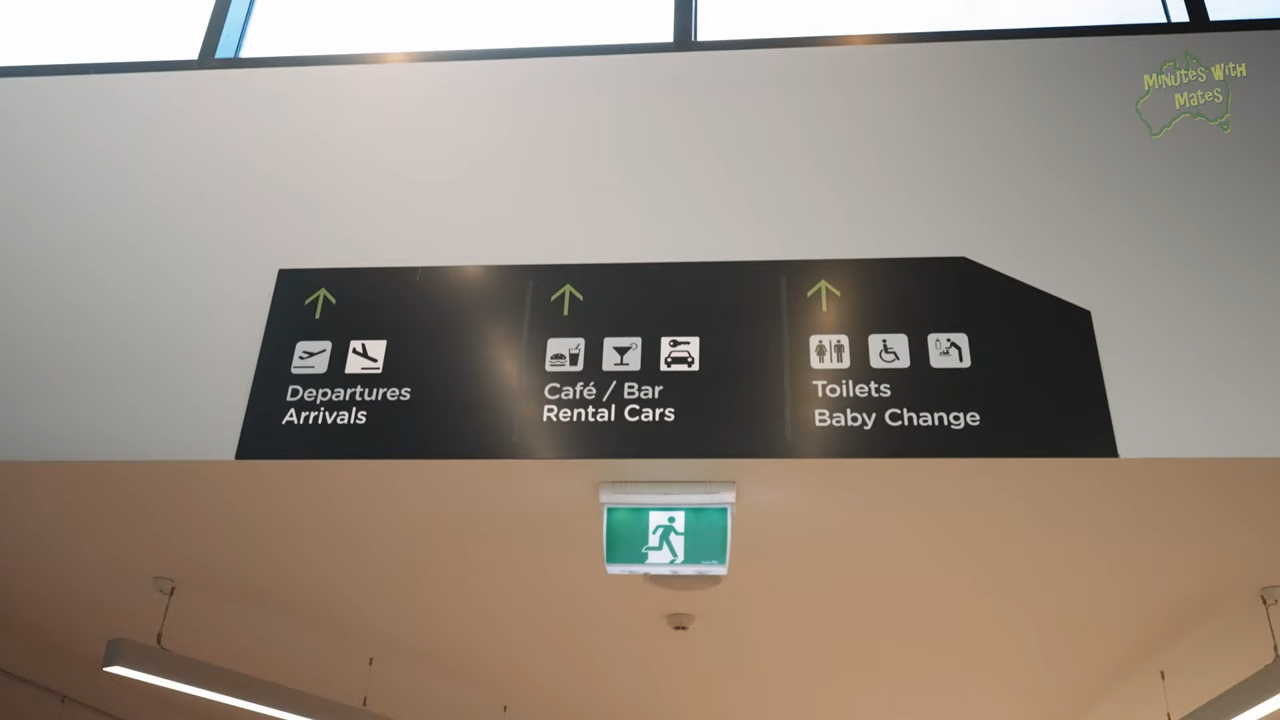 Minutes With
Mates
Departures
Arrivals
Café / Bar
Rental Cars
Toilets
Baby Change